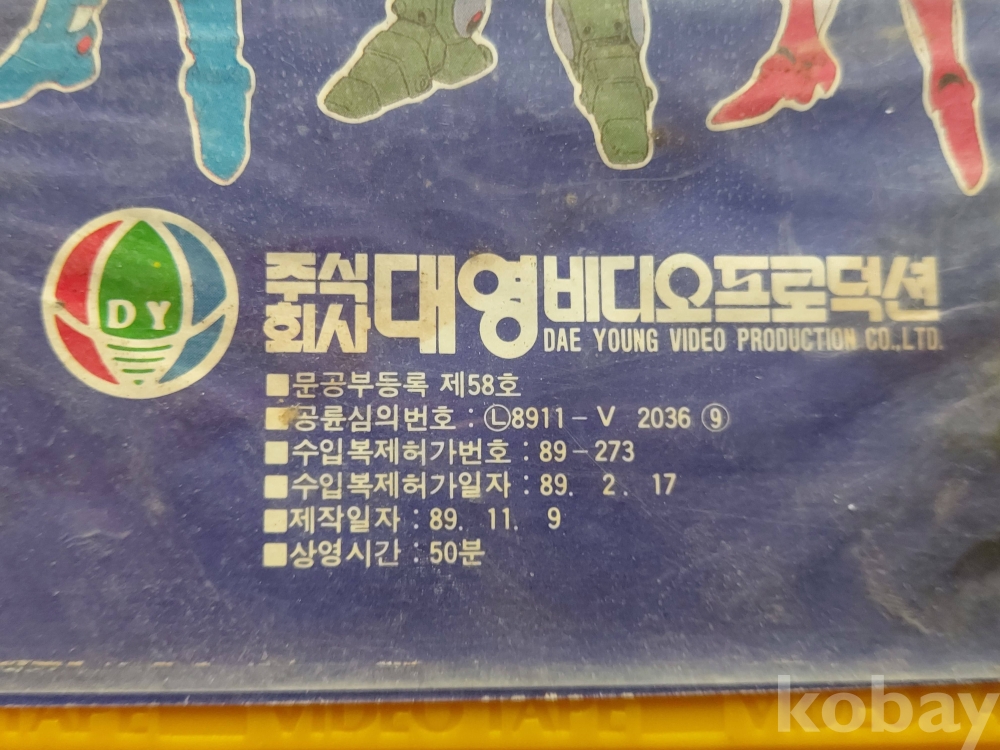 DY
주식회사 대영비디오프로덕션
DAE YOUNG VIDEO PRODUCTION CO.,LTD.
■문공부등록 제58호
■공륜심의번호 : Ⓛ8911-V 2036 ⑨
■수입복제허가번호 : 89-273
■수입복제허가일자 : 89. 2. 17
■제작일자 : 89. 11. 9
■상영시간 : 50분
TAPE VIDEO TAPE V
kobay